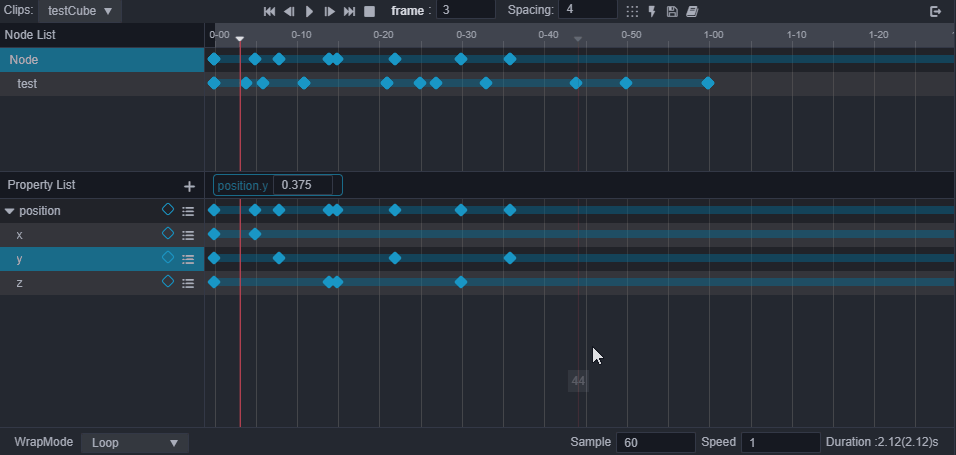 Clips: testCube frame : 3 Spacing: 4
Node List 0-00 0-10 0-20 0-30 0-40 0-50 1-00 1-10 1-20
Node
test
Property List + position.y 0.375
position
x
y
z
44
WrapMode Loop Sample 60 Speed 1 Duration :2.12(2.12)s